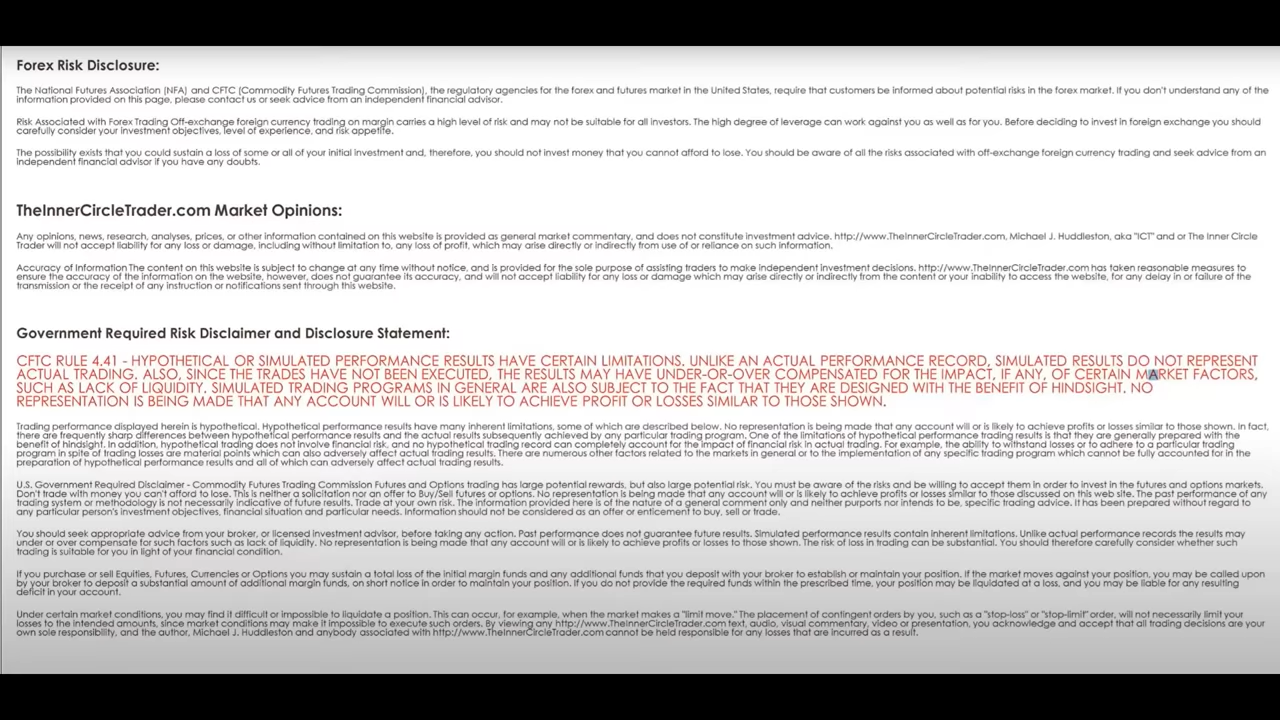 Forex Risk Disclosure:
The National Futures Association (NFA) and CFTC (Commodity Futures Trading Commission), the regulatory agencies for the forex and futures market in the United States, require that customers be informed about potential risks in the forex market. If you don't understand any of the
information provided on this page, please contact us or seek advice from an independent financial advisor.
Risk Associated with Forex Trading Off-exchange foreign currency trading on margin carries a high level of risk and may not be suitable for all investors. The high degree of leverage can work against you as well as for you. Before deciding to invest in foreign exchange you should
carefully consider your investment objectives, level of experience, and risk appetite.
The possibility exists that you could sustain a loss of some or all of your initial investment and, therefore, you should not invest money that you cannot afford to lose. You should be aware of all the risks associated with off-exchange foreign currency trading and seek advice from an
independent financial advisor if you have any doubts.
TheInnerCircleTrader.com Market Opinions:
Any opinions, news, research, analyses, prices, or other information contained on this website is provided as general market commentary, and does not constitute investment advice. http://www.TheInnerCircleTrader.com, Michael J. Huddleston, aka "ICT" and or The Inner Circle
Trader will not accept liability for any loss or damage, including without limitation to, any loss of profit, which may arise directly or indirectly from use of or reliance on such information.
Accuracy of Information The content on this website is subject to change at any time without notice, and is provided for the sole purpose of assisting traders to make independent investment decisions. http://www.TheInnerCircleTrader.com has taken reasonable measures to
ensure the accuracy of the information on the website, however, does not guarantee its accuracy, and will not accept liability for any loss or damage which may arise directly or indirectly from the content or your inability to access the website, for any delay in or failure of the
transmission or the receipt of any instruction or notifications sent through this website.
Government Required Risk Disclaimer and Disclosure Statement:
CFTC RULE 4.41 - HYPOTHETICAL OR SIMULATED PERFORMANCE RESULTS HAVE CERTAIN LIMITATIONS. UNLIKE AN ACTUAL PERFORMANCE RECORD, SIMULATED RESULTS DO NOT REPRESENT
ACTUAL TRADING. ALSO, SINCE THE TRADES HAVE NOT BEEN EXECUTED, THE RESULTS MAY HAVE UNDER-OR-OVER COMPENSATED FOR THE IMPACT, IF ANY, OF CERTAIN MARKET FACTORS,
SUCH AS LACK OF LIQUIDITY. SIMULATED TRADING PROGRAMS IN GENERAL ARE ALSO SUBJECT TO THE FACT THAT THEY ARE DESIGNED WITH THE BENEFIT OF HINDSIGHT. NO
REPRESENTATION IS BEING MADE THAT ANY ACCOUNT WILL OR IS LIKELY TO ACHIEVE PROFIT OR LOSSES SIMILAR TO THOSE SHOWN.
Trading performance displayed herein is hypothetical. Hypothetical performance results have many inherent limitations, some of which are described below. No representation is being made that any account will or is likely to achieve profits or losses similar to those shown. In fact,
there are frequently sharp differences between hypothetical performance results and the actual results subsequently achieved by any particular trading program. One of the limitations of hypothetical performance trading results is that they are generally prepared with the
benefit of hindsight. In addition, hypothetical trading does not involve financial risk, and no hypothetical trading record can completely account for the impact of financial risk in actual trading. For example, the ability to withstand losses or to adhere to a particular trading
program in spite of trading losses are material points which can also adversely affect actual trading results. There are numerous other factors related to the markets in general or to the implementation of any specific trading program which cannot be fully accounted for in the
preparation of hypothetical performance results and all of which can adversely affect actual trading results.
U.S. Government Required Disclaimer - Commodity Futures Trading Commission Futures and Options trading has large potential rewards, but also large potential risk. You must be aware of the risks and be willing to accept them in order to invest in the futures and options markets.
Don't trade with money you can't afford to lose. This is neither a solicitation nor an offer to Buy/Sell futures or options. No representation is being made that any account will or is likely to achieve profits or losses similar to those discussed on this web site. The past performance of any
trading system or methodology is not necessarily indicative of future results. Trade at your own risk. The information provided here is of the nature of a general comment only and neither purports nor intends to be, specific trading advice. It has been prepared without regard to
any particular person's investment objectives, financial situation and particular needs. Information should not be considered as an offer or enticement to buy, sell or trade.
You should seek appropriate advice from your broker, or licensed investment advisor, before taking any action. Past performance does not guarantee future results. Simulated performance results contain inherent limitations. Unlike actual performance records the results may
under or over compensate for such factors such as lack of liquidity. No representation is being made that any account will or is likely to achieve profits or losses to those shown. The risk of loss in trading can be substantial. You should therefore carefully consider whether such
trading is suitable for you in light of your financial condition.
If you purchase or sell Equities, Futures, Currencies or Options you may sustain a total loss of the initial margin funds and any additional funds that you deposit with your broker to establish or maintain your position. If the market moves against your position, you may be called upon
by your broker to deposit a substantial amount of additional margin funds, on short notice in order to maintain your position. If you do not provide the required funds within the prescribed time, your position may be liquidated at a loss, and you may be liable for any resulting
deficit in your account.
Under certain market conditions, you may find it difficult or impossible to liquidate a position. This can occur, for example, when the market makes a "limit move." The placement of contingent orders by you, such as a "stop-loss" or "stop-limit" order, will not necessarily limit your
losses to the intended amounts, since market conditions may make it impossible to execute such orders. By viewing any http://www.TheInnerCircleTrader.com text, audio, visual commentary, video or presentation, you acknowledge and accept that all trading decisions are your
own sole responsibility, and the author, Michael J. Huddleston and anybody associated with http://www.TheInnerCircleTrader.com cannot be held responsible for any losses that are incurred as a result.